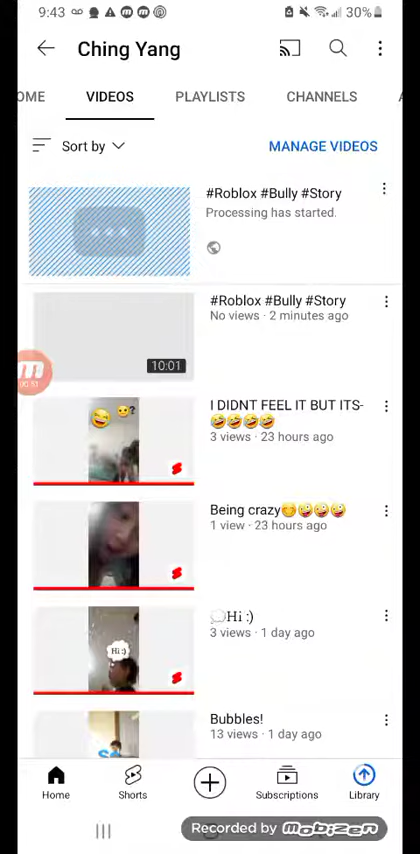 9:43
30%
Ching Yang
OME
VIDEOS
PLAYLISTS
CHANNELS
Sort by
MANAGE VIDEOS
#Roblox #Bully #Story
Processing has started.
#Roblox #Bully #Story
No views · 2 minutes ago
10:01
I DIDNT FEEL IT BUT ITS-
🤣🤣🤣🤣
3 views · 23 hours ago
?
Being crazy😁🤪🤪🤪
1 view · 23 hours ago
💭Hi :)
3 views · 1 day ago
Hi :)
Bubbles!
13 views · 1 day ago
Home
Shorts
Subscriptions
Library
Recorded by mobizen